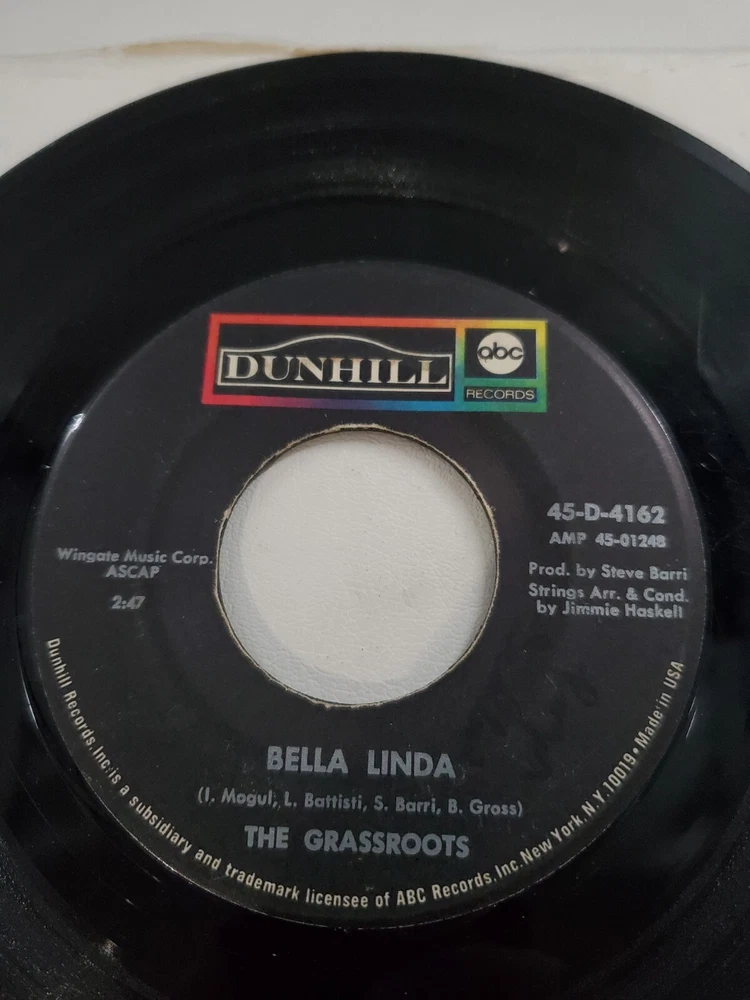 DUNHILL
abc
RECORDS
45-D-4162
AMP 45-01248
Wingate Music Corp.
ASCAP
2:47
Prod. by Steve Barri
Strings Arr. & Cond.
by Jimmie Haskell
BELLA LINDA
(I. Mogul, L. Battisti, S. Barri, B. Gross)
THE GRASSROOTS
Dunhill Records, Inc. is a subsidiary and trademark licensee of ABC Records, Inc. New York, N.Y. 10019 • Made in USA